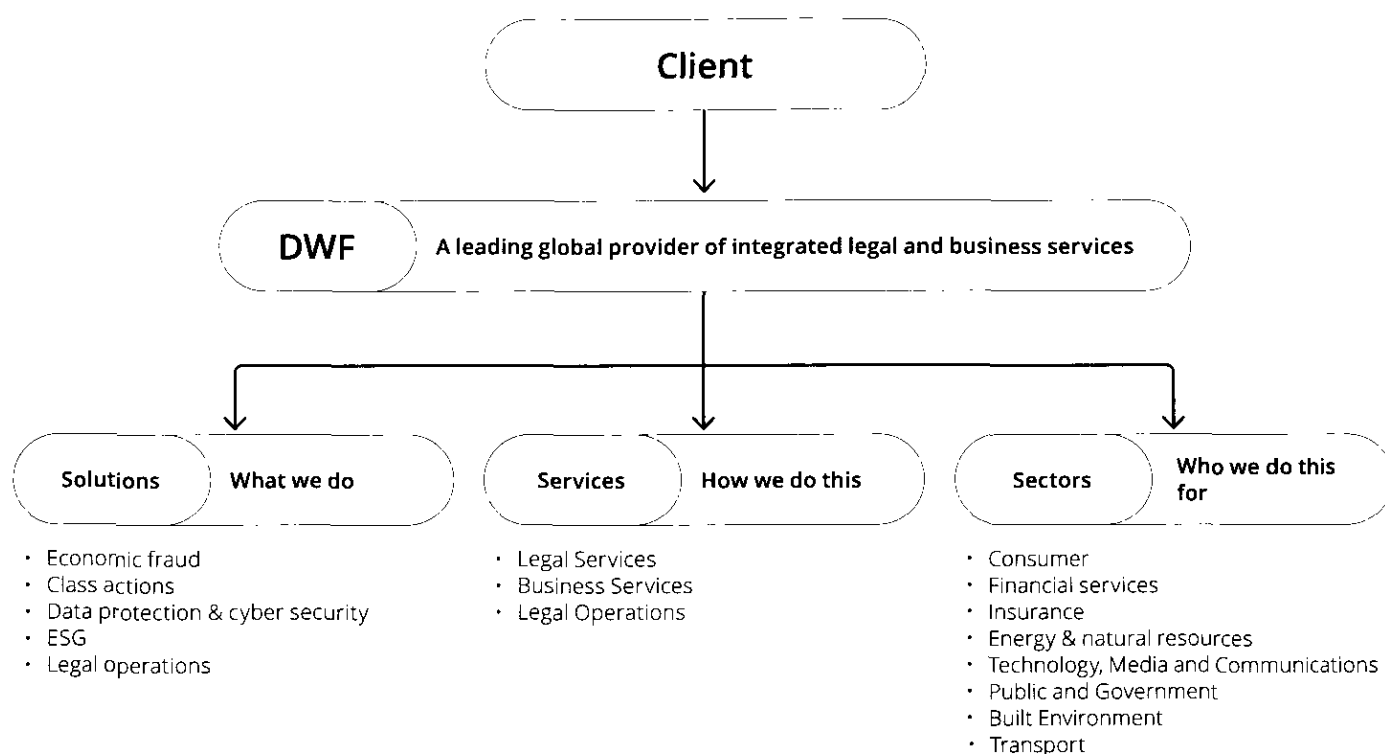 Client
DWF
A leading global provider of integrated legal and business services
Solutions
What we do
· Economic fraud
· Class actions
· Data protection & cyber security
· ESG
· Legal operations
Services
How we do this
· Legal Services
· Business Services
· Legal Operations
Sectors
Who we do this
for
· Consumer
· Financial services
· Insurance
· Energy & natural resources
· Technology, Media and Communications
· Public and Government
· Built Environment
· Transport